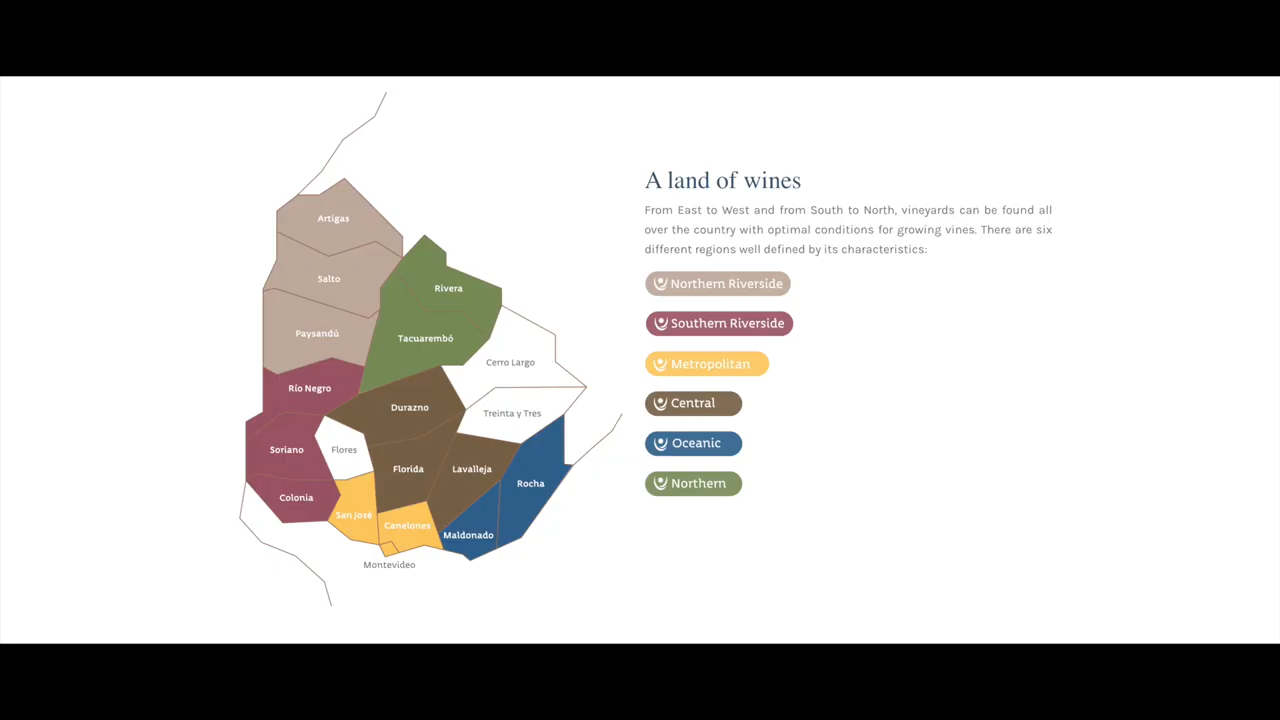 A land of wines
From East to West and from South to North, vineyards can be found all
over the country with optimal conditions for growing vines. There are six
different regions well defined by its characteristics:
Northern Riverside
Southern Riverside
Metropolitan
Central
Oceanic
Northern
Artigas
Salto
Rivera
Paysandú
Tacuarembó
Cerro Largo
Río Negro
Durazno
Treinta y Tres
Soriano
Flores
Florida
Lavalleja
Rocha
Colonia
San José
Canelones
Maldonado
Montevideo